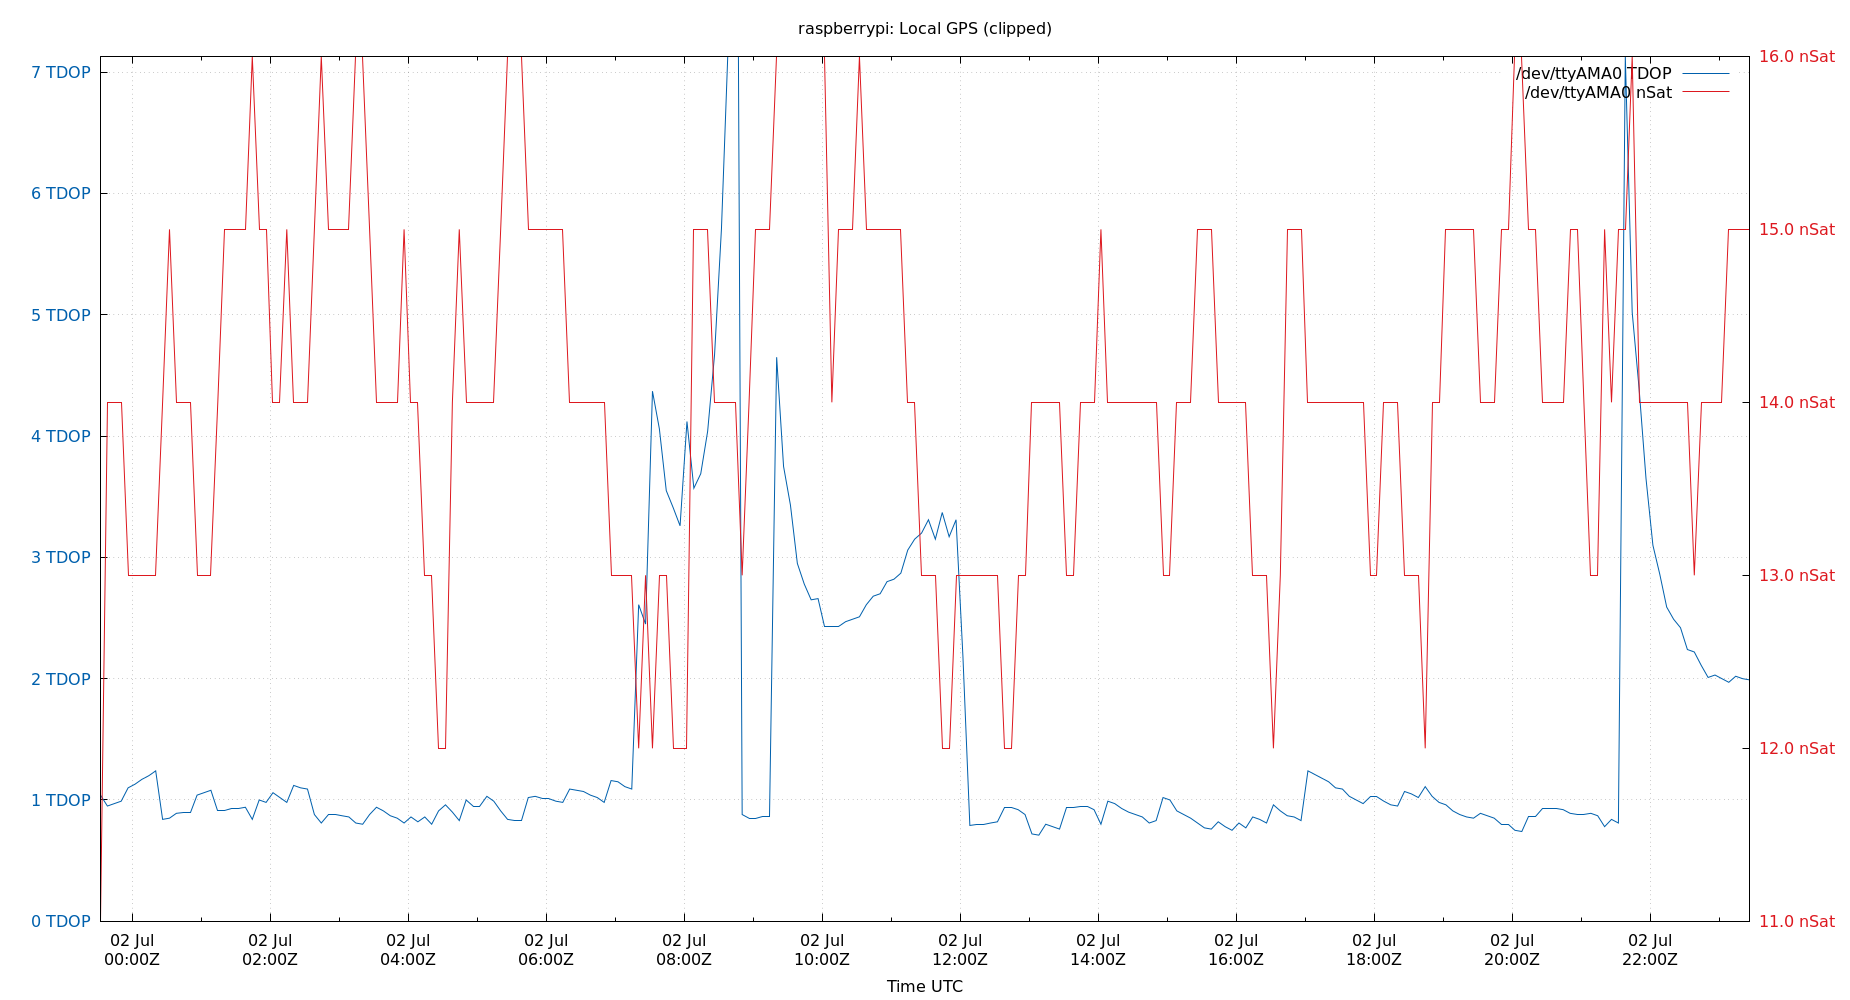 raspberrypi: Local GPS (clipped)
7 TDOP
6 TDOP
5 TDOP
4 TDOP
3 TDOP
2 TDOP
1 TDOP
0 TDOP
/dev/ttyAMA0 TDOP
/dev/ttyAMA0 nSat
16.0 nSat
15.0 nSat
14.0 nSat
13.0 nSat
12.0 nSat
11.0 nSat
02 Jul 02 Jul 02 Jul 02 Jul 02 Jul 02 Jul 02 Jul 02 Jul 02 Jul 02 Jul 02 Jul 02 Jul
00:00Z 02:00Z 04:00Z 06:00Z 08:00Z 10:00Z 12:00Z 14:00Z 16:00Z 18:00Z 20:00Z 22:00Z
Time UTC